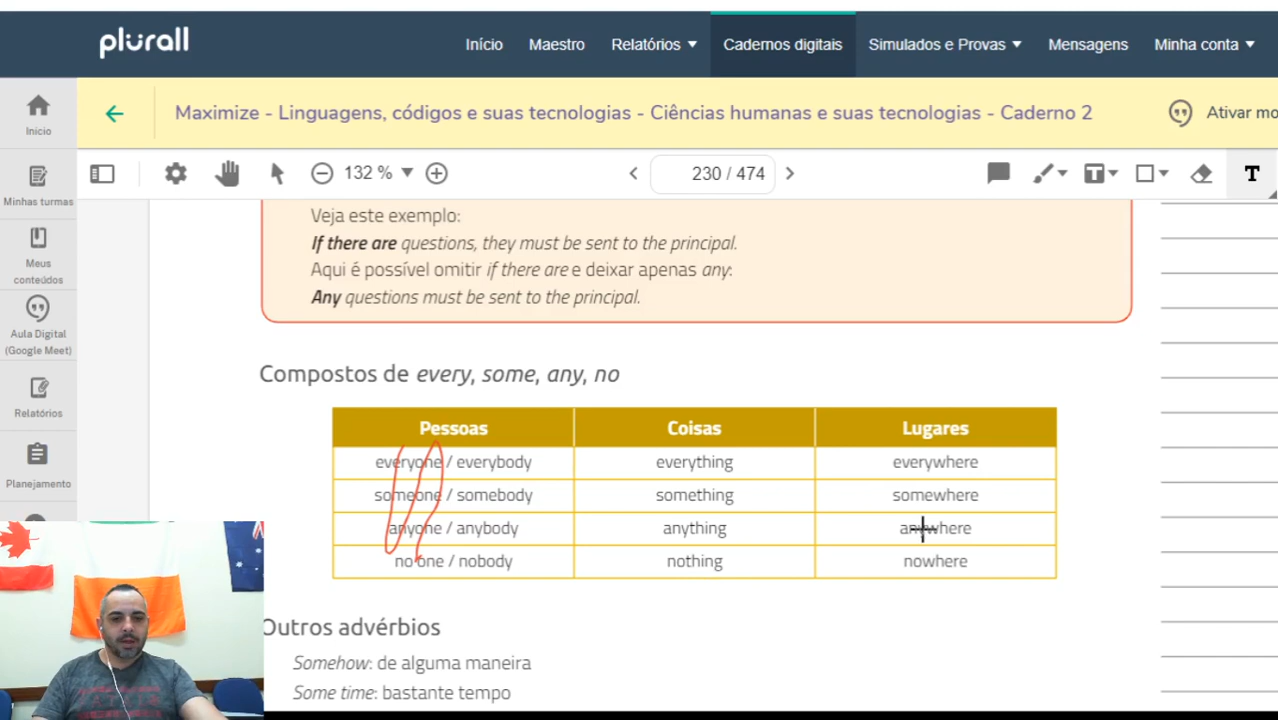 plurall
Início
Maestro
Relatórios
Cadernos digitais
Simulados e Provas
Mensagens
Minha conta
Maximize - Linguagens, códigos e suas tecnologias - Ciências humanas e suas tecnologias - Caderno 2
Ativar mo
132 %
230 / 474
T
T
Inicio
Minhas turmas
Meus
conteúdos
Aula Digital
(Google Meet)
Relatórios
Planejamento
Veja este exemplo:
If there are questions, they must be sent to the principal.
Aqui é possível omitir if there are e deixar apenas any:
Any questions must be sent to the principal.
Compostos de every, some, any, no
Pessoas Coisas Lugares
everyone / everybody everything everywhere
someone / somebody something somewhere
anyone / anybody anything anywhere
no one / nobody nothing nowhere
Outros advérbios
Somehow: de alguma maneira
Some time: bastante tempo